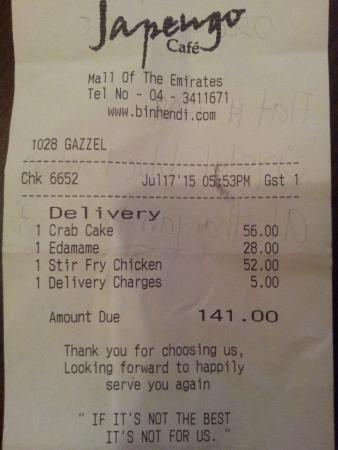 Japengo
Café
Mall Of The Emirates
Tel No - 04 - 3411671
www.binhendi.com
1028 GAZZEL
Chk 6652 Jul17'15 05:53PM Gst 1
Delivery
1 Crab Cake 56.00
1 Edamame 28.00
1 Stir Fry Chicken 52.00
1 Delivery Charges 5.00
Amount Due 141.00
Thank you for choosing us,
Looking forward to happily
serve you again
" IF IT'S NOT THE BEST
IT'S NOT FOR US. "